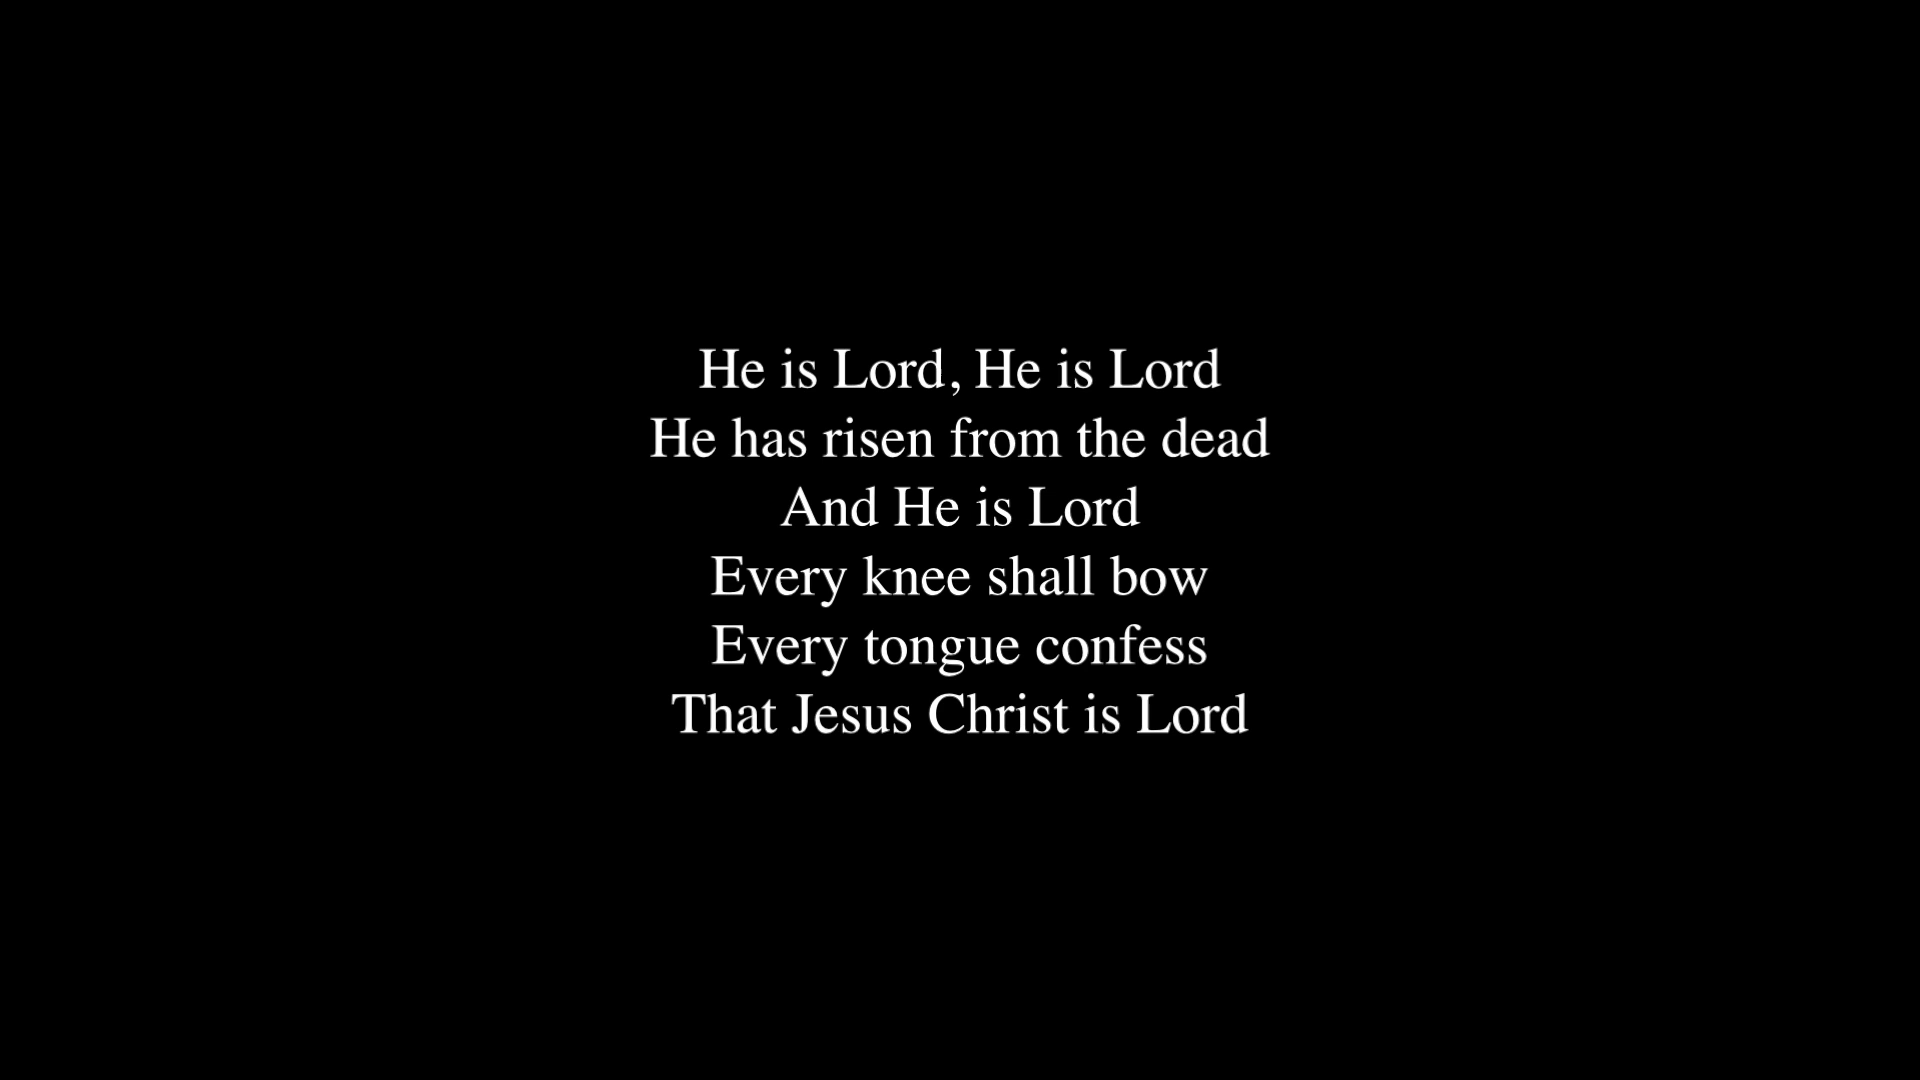 He is Lord, He is Lord
He has risen from the dead
And He is Lord
Every knee shall bow
Every tongue confess
That Jesus Christ is Lord